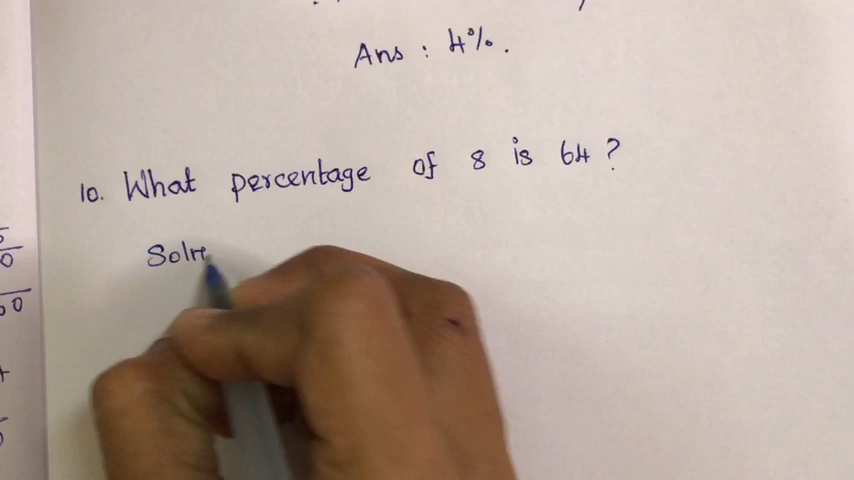 Ans : 4%.
10. What percentage of 8 is 64 ?
Soln